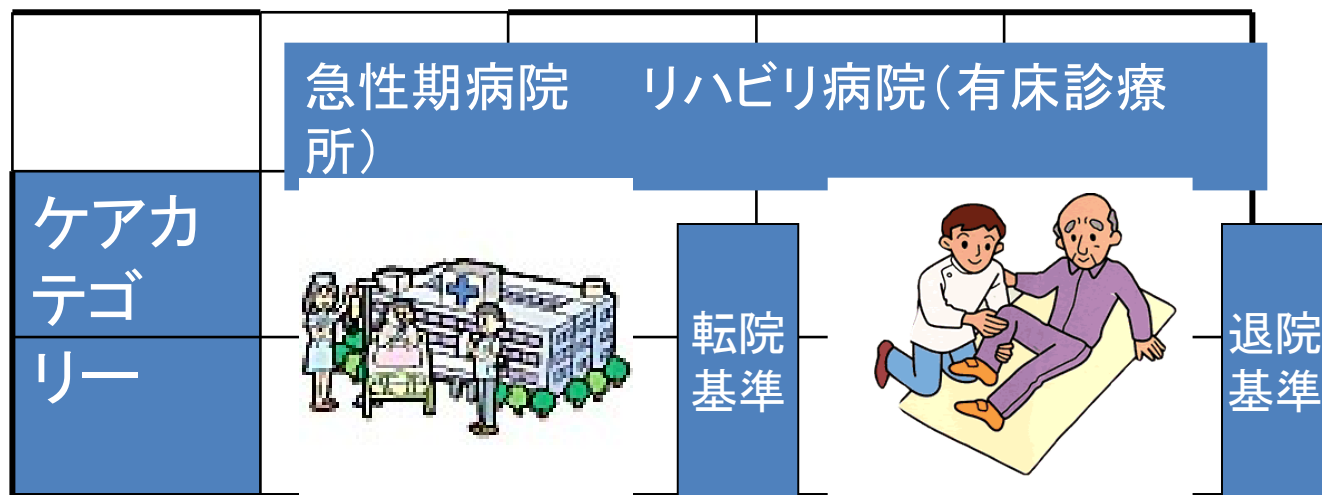 急性期病院　リハビリ病院（有床診療
所）
ケアカ
テゴ
リー
転院
基準
退院
基準